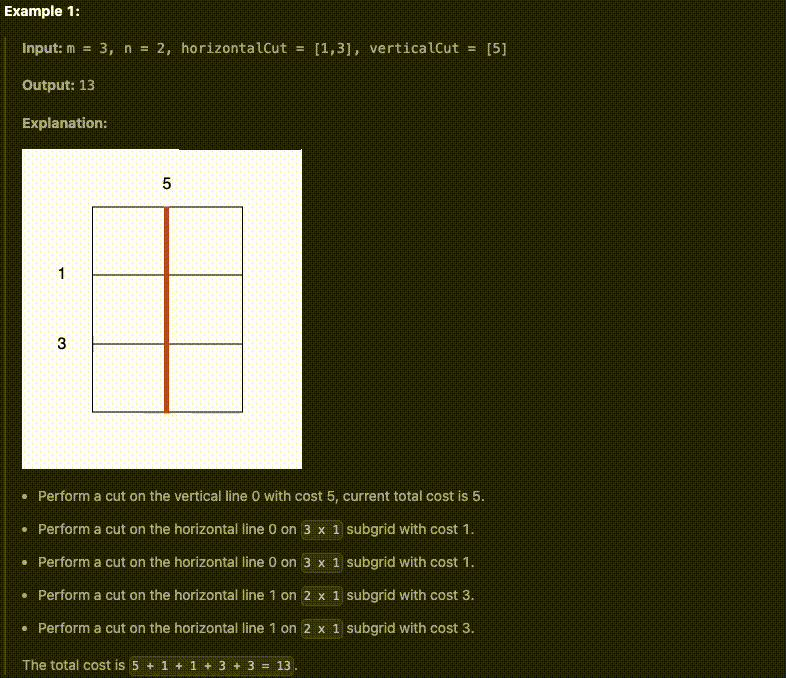 Example 1:
Input: m = 3, n = 2, horizontalCut = [1,3], verticalCut = [5]
Output: 13
Explanation:
5
1
3
• Perform a cut on the vertical line 0 with cost 5, current total cost is 5.
• Perform a cut on the horizontal line 0 on 3 x 1 subgrid with cost 1.
• Perform a cut on the horizontal line 0 on 3 x 1 subgrid with cost 1.
• Perform a cut on the horizontal line 1 on 2 x 1 subgrid with cost 3.
• Perform a cut on the horizontal line 1 on 2 x 1 subgrid with cost 3.
The total cost is 5 + 1 + 1 + 3 + 3 = 13.